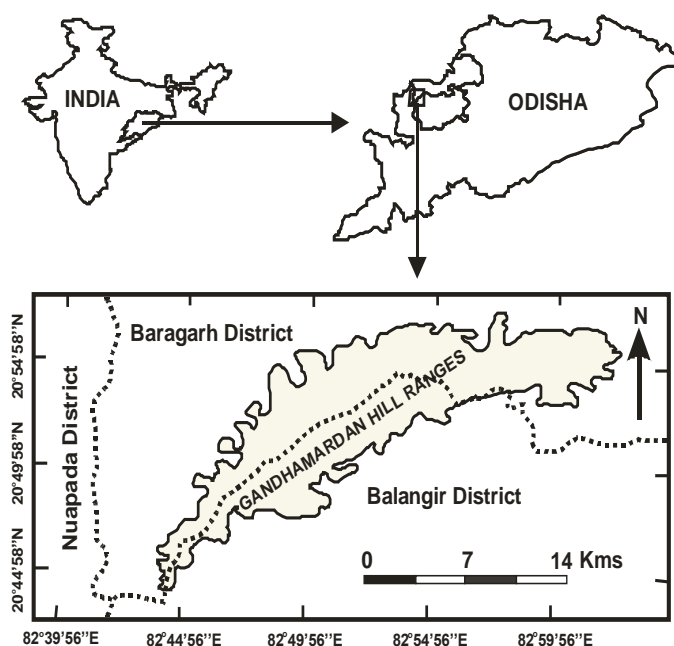 INDIA
ODISHA
N
Baragarh District
Nuapada District
GANDHAMARDAN HILL RANGES
Balangir District
20°54'58''N
20°49'58''N
20°44'58''N
0 7 14 Kms
82°39'56''E 82°44'56''E 82°49'56''E 82°54'56''E 82°59'56''E